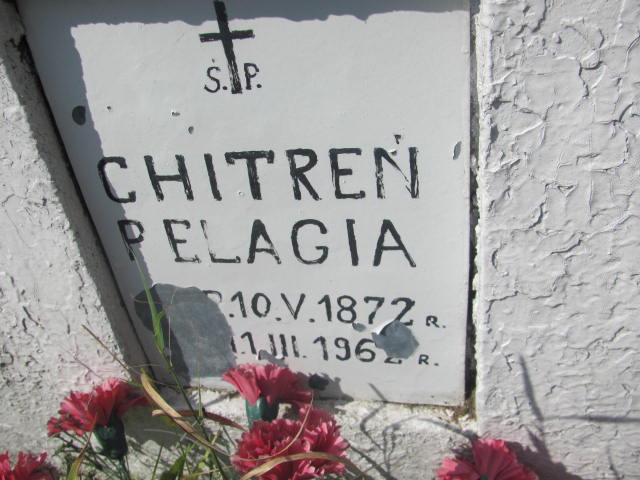 Ś.P.
CHITREŃ
PELAGIA
10.V.1872 R.
11.III.1962 R.